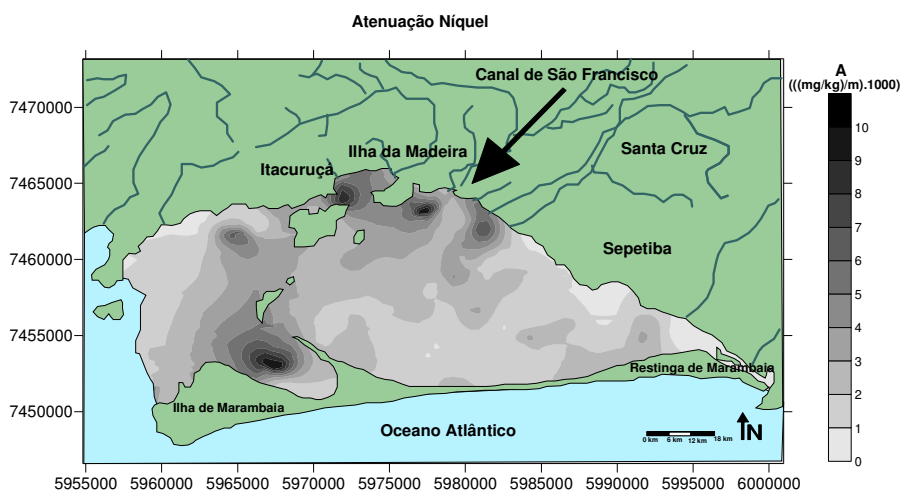 Atenuação Níquel
A
(((mg/kg)/m).1000)
Canal de São Francisco
7470000
Ilha da Madeira
Santa Cruz
Itacuruçá
7465000
Sepetiba
7460000
7455000
Restinga de Marambaia
Ilha de Marambaia
7450000
Oceano Atlântico
N
0 km 6 km 12 km 18 km
10
9
8
7
6
5
4
3
2
1
0
5955000 5960000 5965000 5970000 5975000 5980000 5985000 5990000 5995000 6000000